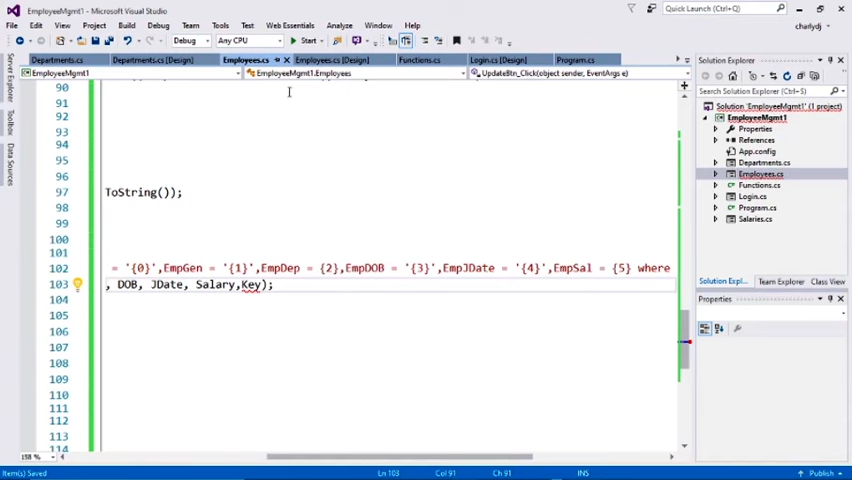 EmployeeMgmt1 - Microsoft Visual Studio
Quick Launch (Ctrl+Q)
File Edit View Project Build Debug Team Tools Test Web Essentials Analyze Window Help
charlydj
Debug Any CPU Start
Departments.cs Departments.cs [Design] Employees.cs Employees.cs [Design] Functions.cs Login.cs [Design] Program.cs
EmployeeMgmt1 EmployeeMgmt1.Employees UpdateBtn_Click(object sender, EventArgs e)
Server Explorer
Toolbox
Data Sources
90
91
92
93
94
95
96
97 ToString());
98
99
100
101
102 = '{0}',EmpGen = '{1}',EmpDep = {2},EmpDOB = '{3}',EmpJDate = '{4}',EmpSal = {5} where
103 , DOB, JDate, Salary,Key);
104
105
106
107
108
109
110
111
112
113
114
158 %
Solution Explorer
Search Solution Explorer (Ctrl+$)
Solution 'EmployeeMgmt1' (1 project)
EmployeeMgmt1
Properties
References
App.config
Departments.cs
Employees.cs
Functions.cs
Login.cs
Program.cs
Salaries.cs
Solution Expl... Team Explorer Class View
Properties
Item(s) Saved Ln 103 Col 91 Ch 91 INS Publish